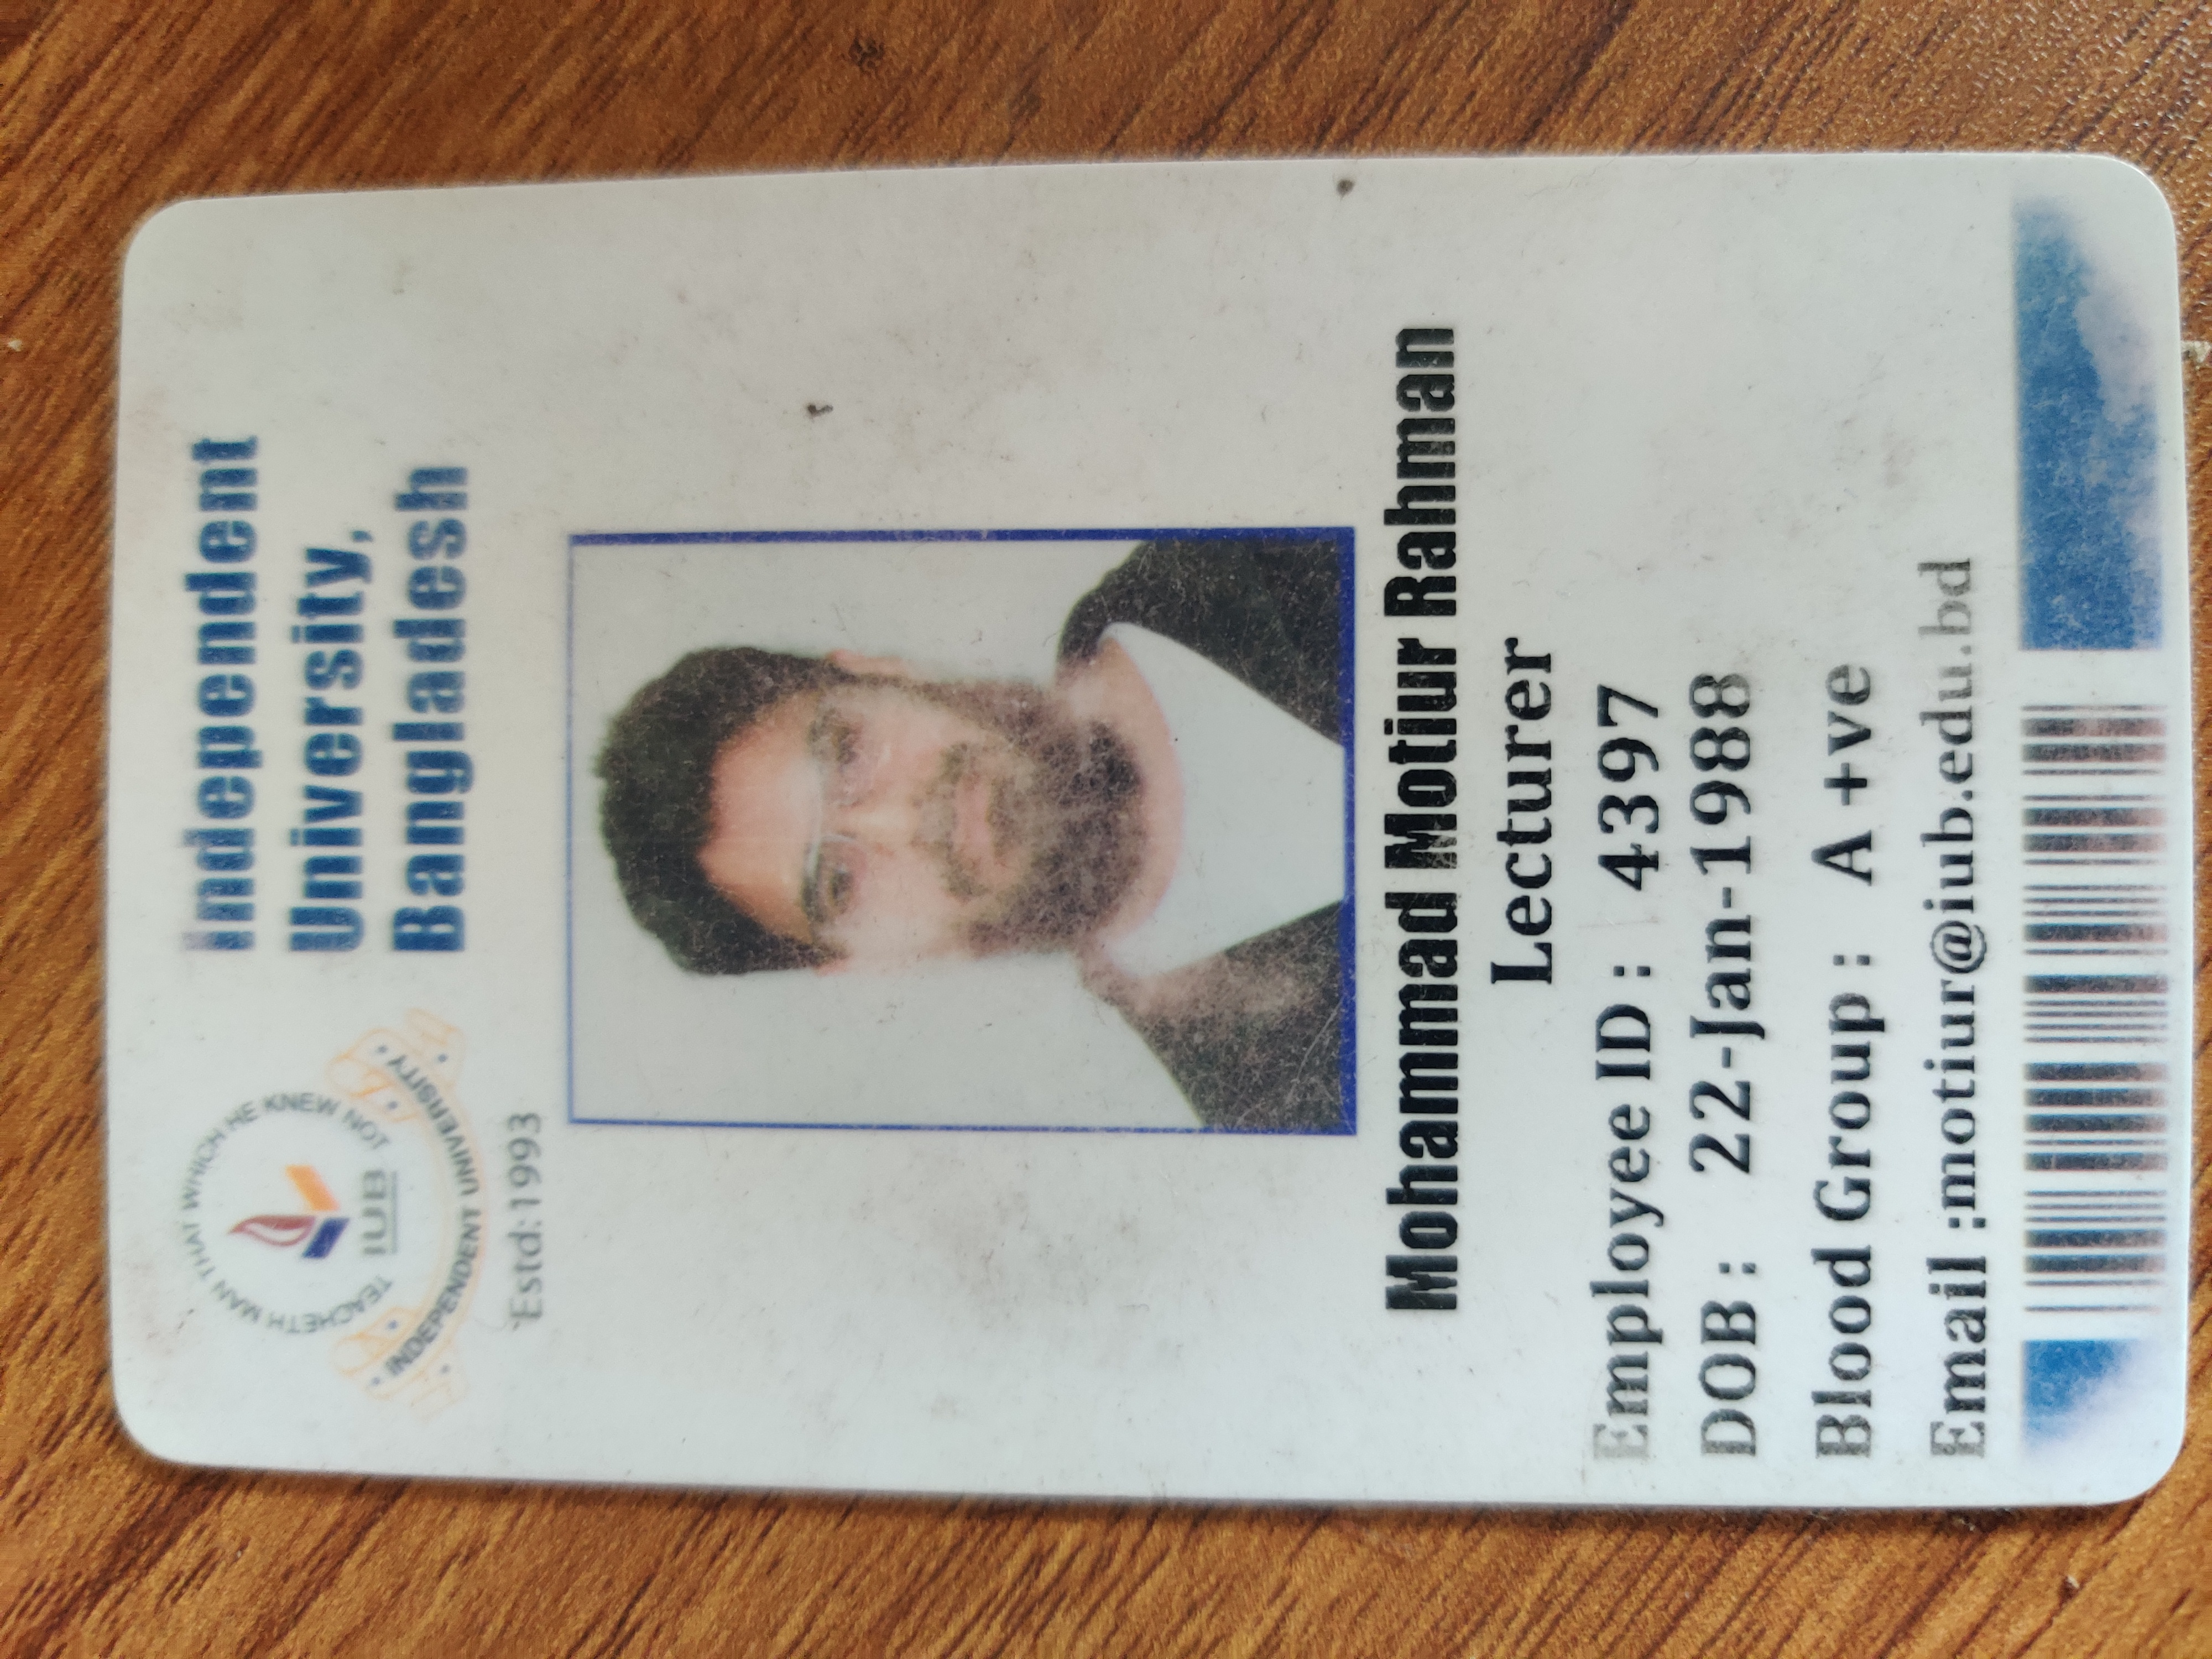 TEACHETH MAN THAT WHICH HE KNEW NOT
IUB
INDEPENDENT UNIVERSITY
Estd:1993
Independent
University,
Bangladesh
Mohammad Motiur Rahman
Lecturer
Employee ID : 4397
DOB : 22-Jan-1988
Blood Group : A +ve
Email :motiur@iub.edu.bd